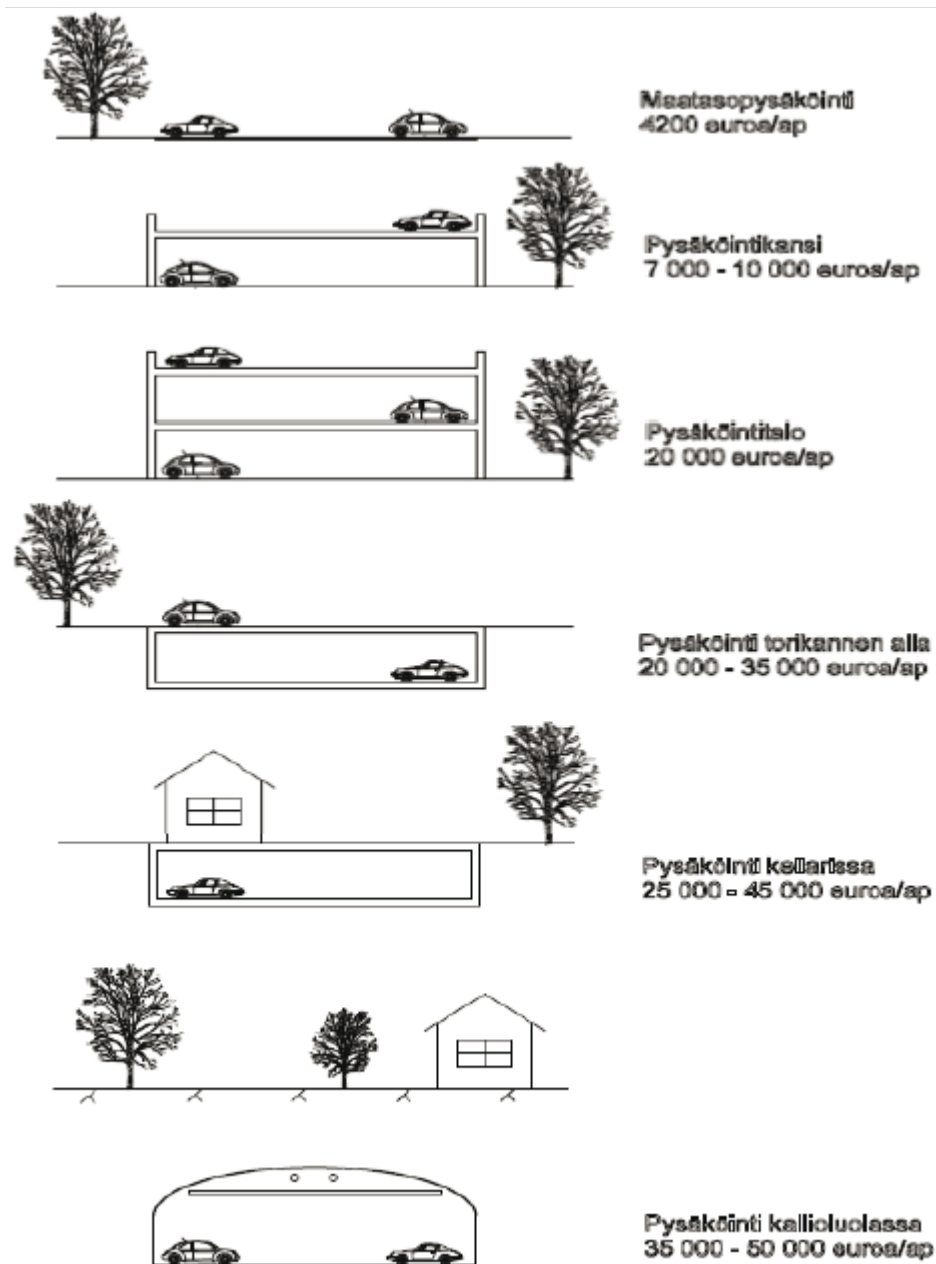 Maatasopysäköinti
4200 euroa/ap
Pysäköintikansi
7 000 - 10 000 euroa/ap
Pysäköintitalo
20 000 euroa/ap
Pysäköinti torikannen alla
20 000 - 35 000 euroa/ap
Pysäköinti kellarissa
25 000 - 45 000 euroa/ap
Pysäköinti kallioluolassa
35 000 - 50 000 euroa/ap